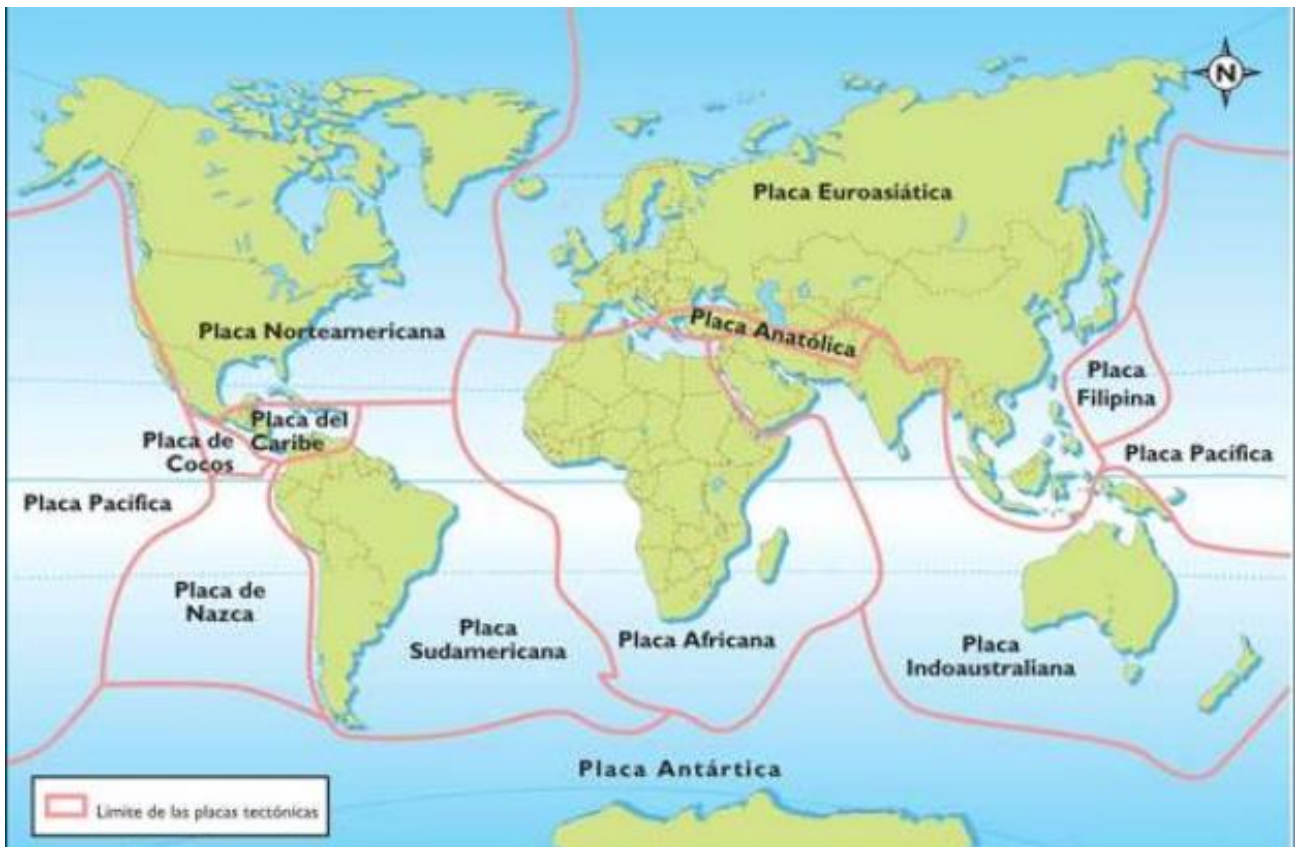 N
Placa Euroasiática
Placa Norteamericana
Placa Anatólica
Placa
Filipina
Placa del
Caribe
Placa de
Cocos
Placa Pacífica
Placa Pacífica
Placa de
Nazca
Placa
Sudamericana
Placa Africana
Placa
Indoaustraliana
Placa Antártica
Limite de las placas tectónicas